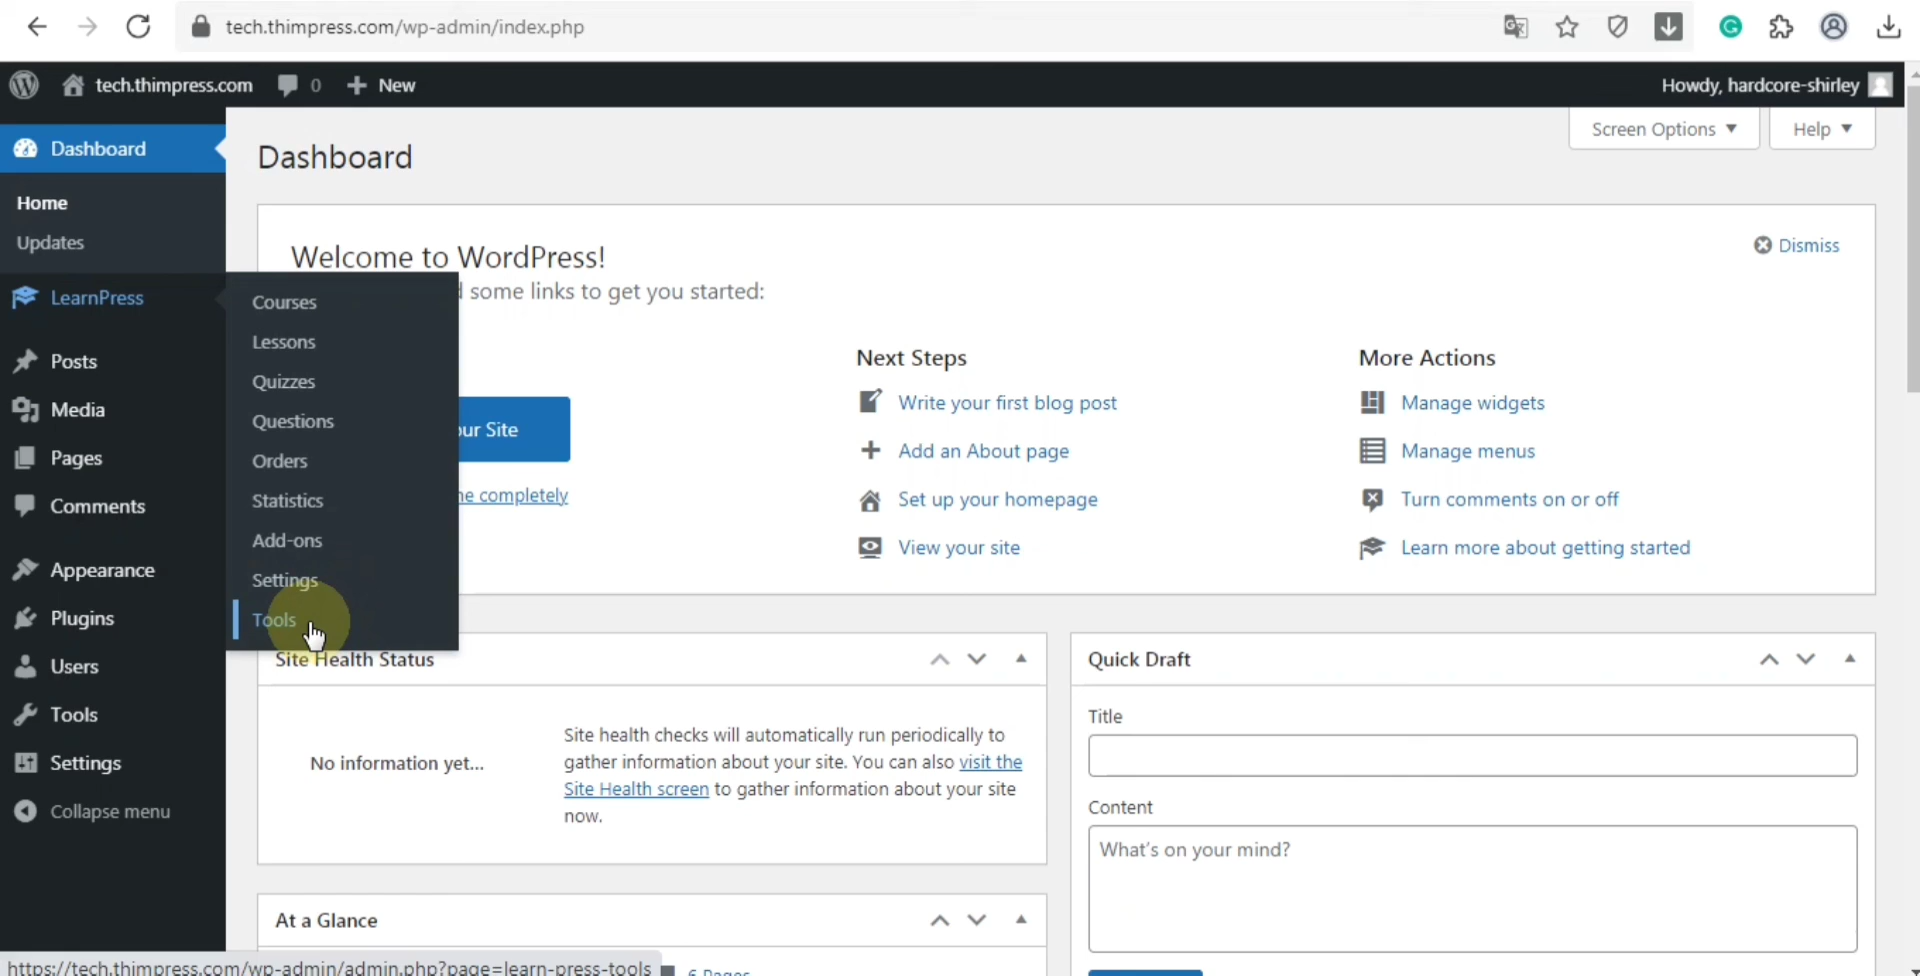 tech.thimpress.com/wp-admin/index.php
tech.thimpress.com 0 + New
Howdy, hardcore-shirley
Dashboard
Home
Updates
LearnPress
Posts
Media
Pages
Comments
Appearance
Plugins
Users
Tools
Settings
Collapse menu
Courses
Lessons
Quizzes
Questions
Orders
Statistics
Add-ons
Settings
Tools
Screen Options
Help
Dashboard
Welcome to WordPress!
some links to get you started:
Dismiss
Site
completely
Next Steps
Write your first blog post
Add an About page
Set up your homepage
View your site
More Actions
Manage widgets
Manage menus
Turn comments on or off
Learn more about getting started
Site Health Status
No information yet...
Site health checks will automatically run periodically to
gather information about your site. You can also visit the
Site Health screen to gather information about your site
now.
At a Glance
6 Pages
Quick Draft
Title
Content
What's on your mind?
https://tech.thimpress.com/wp-admin/admin.php?page=learn-press-tools